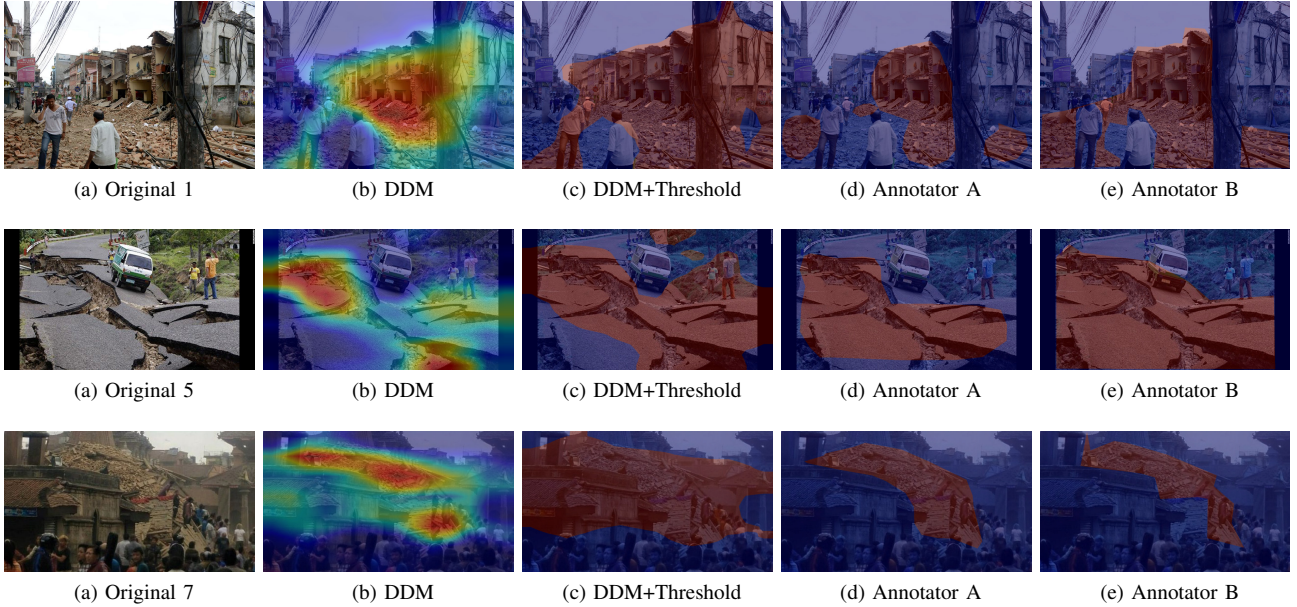 (a) Original 1 (b) DDM (c) DDM+Threshold (d) Annotator A (e) Annotator B
(a) Original 5 (b) DDM (c) DDM+Threshold (d) Annotator A (e) Annotator B
(a) Original 7 (b) DDM (c) DDM+Threshold (d) Annotator A (e) Annotator B